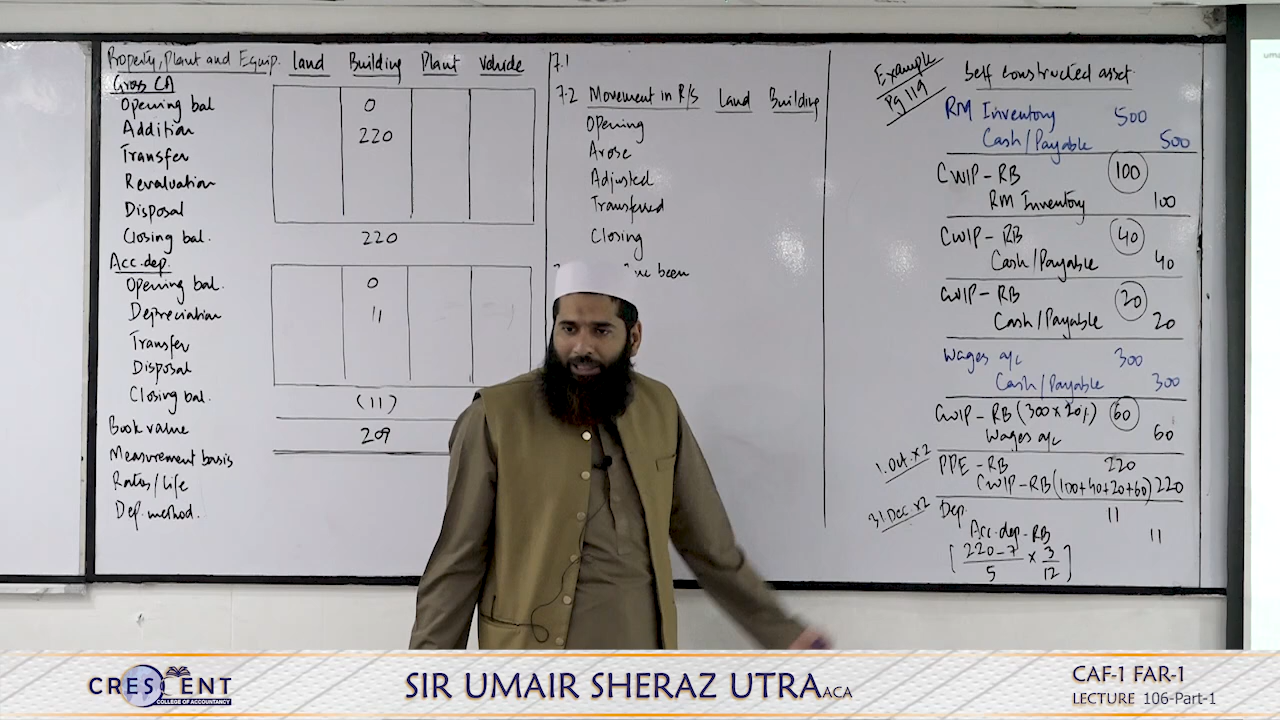 Property, Plant and Equip. Land Building Plant Vehicle
Gross CA
Opening bal 0
Addition 220
Transfer
Revaluation
Disposal
Closing bal. 220
Acc.dep.
Opening bal. 0
Depreciation 11
Transfer
Disposal
Closing bal. (11)
Book value 209
Measurement basis
Rates/life
Dep. method.
7.1
7.2 Movement in R/S Land Building
Opening
Arose
Adjusted
Transferred
Closing
been
Example
Pg 119
Self constructed asset.
RM Inventory 500
Cash/Payable 500
CWIP-RB 100
RM Inventory 100
CWIP-RB 40
Cash/Payable 40
CWIP-RB 20
Cash/Payable 20
Wages a/c 300
Cash/Payable 300
CWIP-RB (300x20%) 60
Wages a/c 60
1.Oct.x2 PPE-RB 220
CWIP-RB (100+40+20+60) 220
31.Dec.x2 Dep. 11
Acc.dep-RB 11
[220-7/5 x 3/12]
CRESCENT
COLLEGE OF ACCOUNTANCY
SIR UMAIR SHERAZ UTRA ACA
CAF-1 FAR-1
LECTURE 106-Part-1